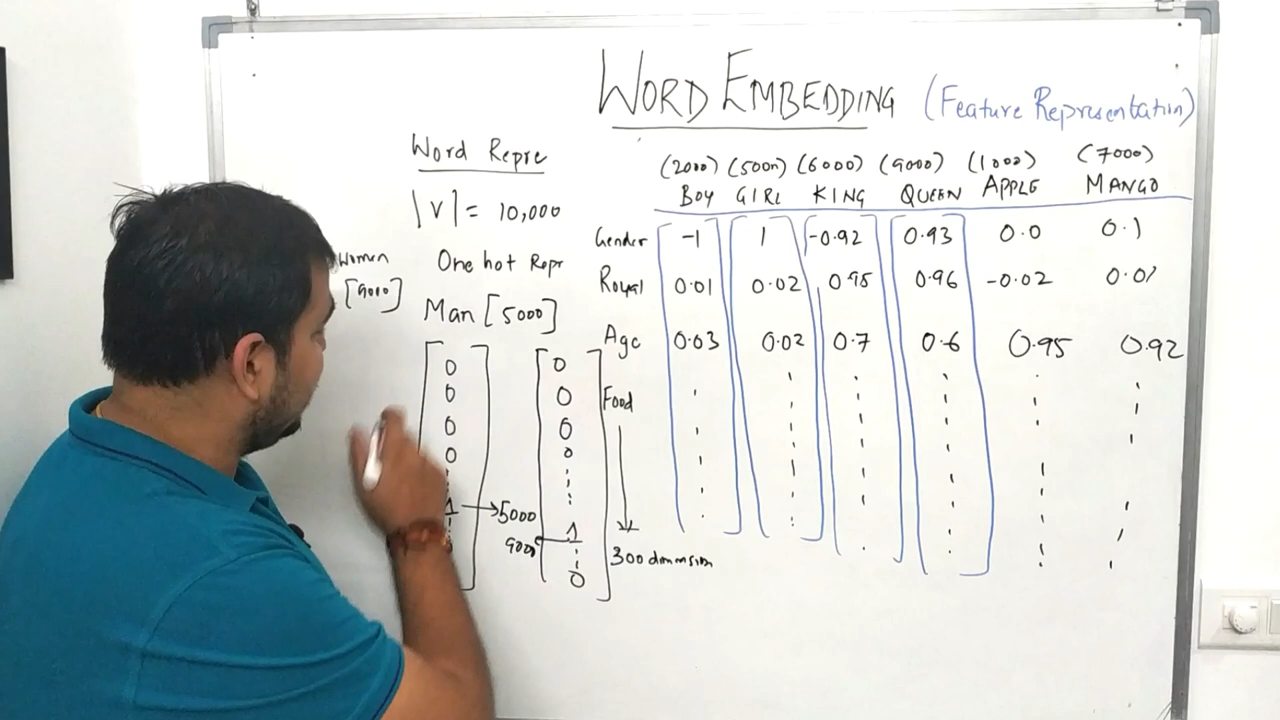 WORD EMBEDDING (Feature Representation)
Word Repre
|V| = 10,000
Women
[9000]
One hot Repr
Man [5000]
0 0
0 0
0 0
0 0
1 → 5000
9000 1
0
(2000) (5000) (6000) (9000) (1000) (7000)
BOY GIRL KING QUEEN APPLE MANGO
Gender -1 1 -0.92 0.93 0.0 0.1
Royal 0.01 0.02 0.95 0.96 -0.02 0.01
Age 0.03 0.02 0.7 0.6 0.95 0.92
Food
300 dimension